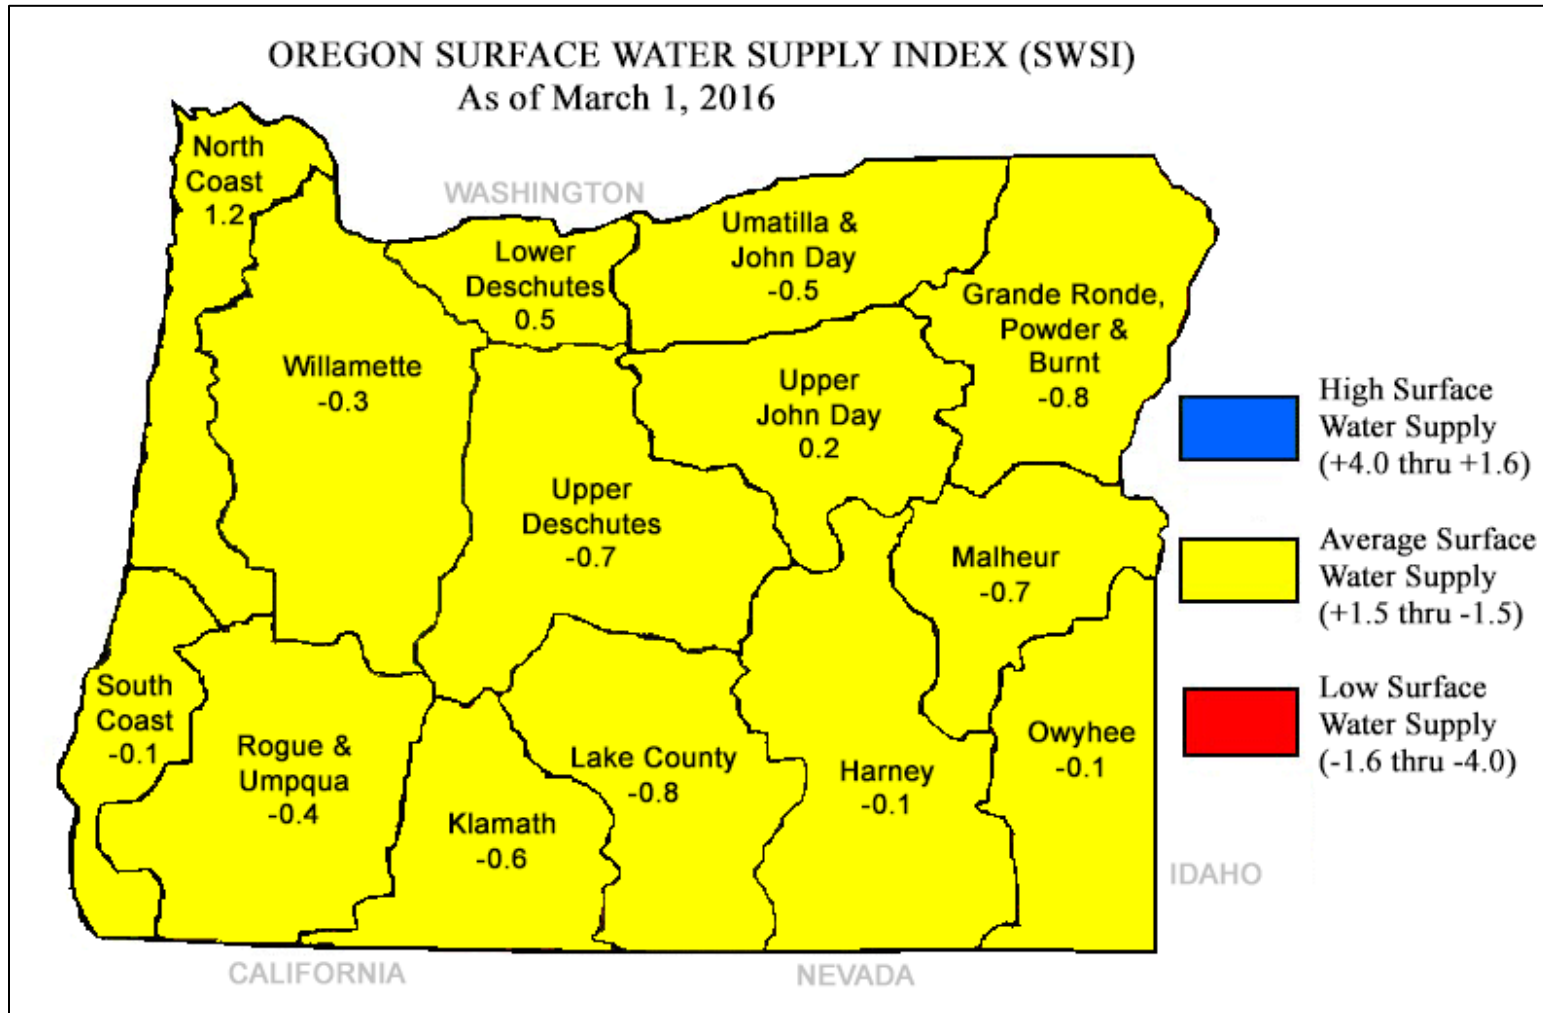 OREGON SURFACE WATER SUPPLY INDEX (SWSI)
As of March 1, 2016
North
Coast
1.2
WASHINGTON
Lower
Deschutes
0.5
Umatilla &
John Day
-0.5
Grande Ronde,
Powder &
Burnt
-0.8
Willamette
-0.3
Upper
John Day
0.2
Upper
Deschutes
-0.7
Malheur
-0.7
South
Coast
-0.1
Rogue &
Umpqua
-0.4
Klamath
-0.6
Lake County
-0.8
Harney
-0.1
Owyhee
-0.1
High Surface
Water Supply
(+4.0 thru +1.6)
Average Surface
Water Supply
(+1.5 thru -1.5)
Low Surface
Water Supply
(-1.6 thru -4.0)
IDAHO
CALIFORNIA
NEVADA